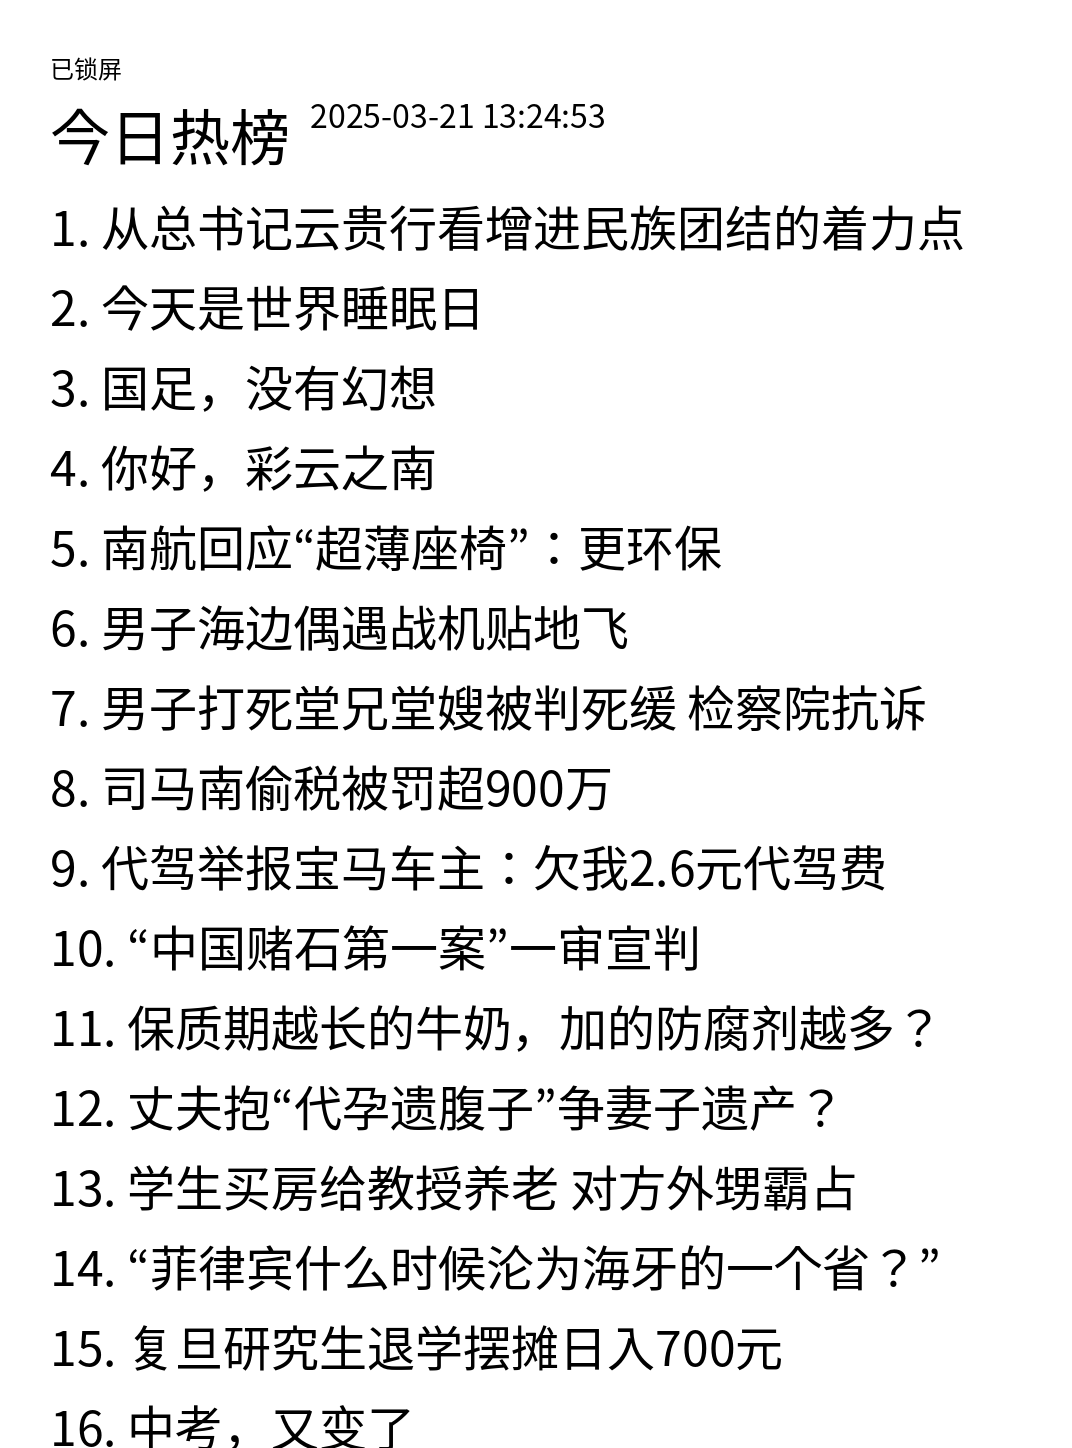 已锁屏
今日热榜 2025-03-21 13:24:53
1. 从总书记云贵行看增进民族团结的着力点
2. 今天是世界睡眠日
3. 国足，没有幻想
4. 你好，彩云之南
5. 南航回应“超薄座椅”：更环保
6. 男子海边偶遇战机贴地飞
7. 男子打死堂兄堂嫂被判死缓 检察院抗诉
8. 司马南偷税被罚超900万
9. 代驾举报宝马车主：欠我2.6元代驾费
10. “中国赌石第一案”一审宣判
11. 保质期越长的牛奶，加的防腐剂越多？
12. 丈夫抱“代孕遗腹子”争妻子遗产？
13. 学生买房给教授养老 对方外甥霸占
14. “菲律宾什么时候沦为海牙的一个省？”
15. 复旦研究生退学摆摊日入700元
16. 中考，又变了